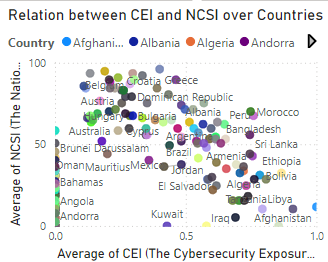 Relation between CEI and NCSI over Countries
Country Afghani... Albania Algeria Andorra
Average of NCSI (The Natio...
100
50
0
Belgium Croatia Greece
Austria Dominican Republic
Hungary Bulgaria Albania Peru Morocco
Australia Cyprus Argentina Bangladesh
Brunei Darussalam Brazil Sri Lanka
Oman Mauritius Mexico Armenia Ethiopia
Jordan Bolivia
Bahamas El Salvador Algeria
Angola Tanzania Libya
Andorra Kuwait Iraq Afghanistan
0.0 0.5 1.0
Average of CEI (The Cybersecurity Exposur...